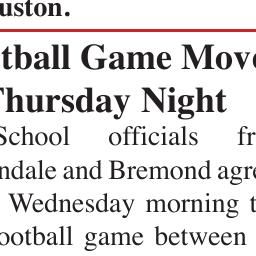 uston.
tball Game Mov
Thursday Night
School officials fr
ndale and Bremond agre
Wednesday morning t
ootball game between